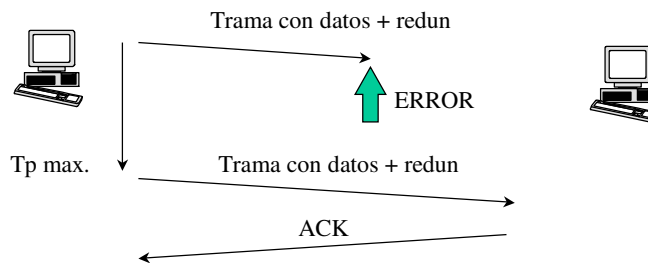 Trama con datos + redun
ERROR
Tp max.
Trama con datos + redun
ACK